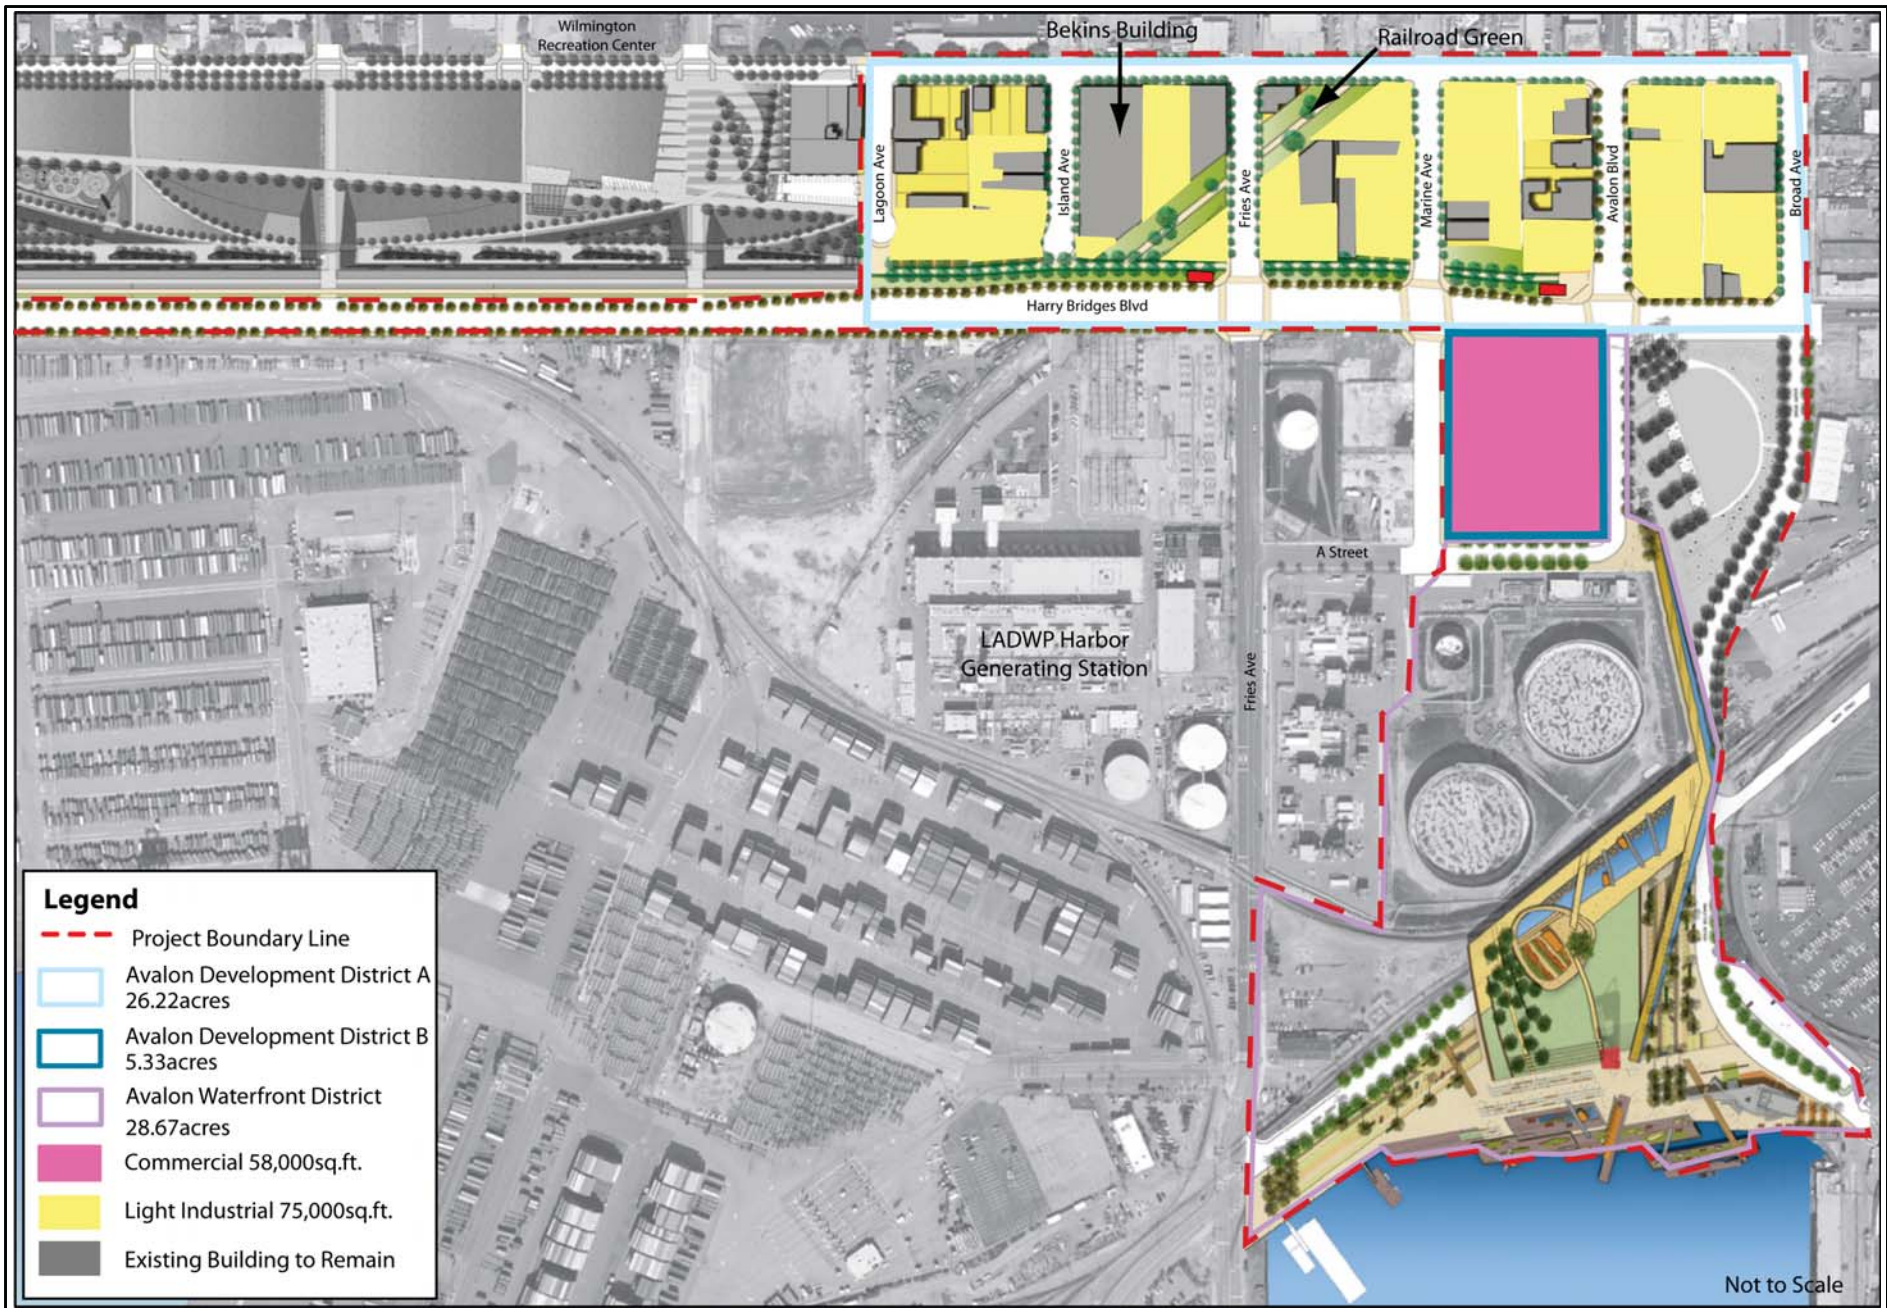 Wilmington
Recreation Center
Bekins Building
Railroad Green
Lagoon Ave
Island Ave
Fries Ave
Marine Ave
Avalon Blvd
Broad Ave
Harry Bridges Blvd
A Street
LADWP Harbor
Generating Station
Fries Ave
Legend
Project Boundary Line
Avalon Development District A
26.22acres
Avalon Development District B
5.33acres
Avalon Waterfront District
28.67acres
Commercial 58,000sq.ft.
Light Industrial 75,000sq.ft.
Existing Building to Remain
Not to Scale